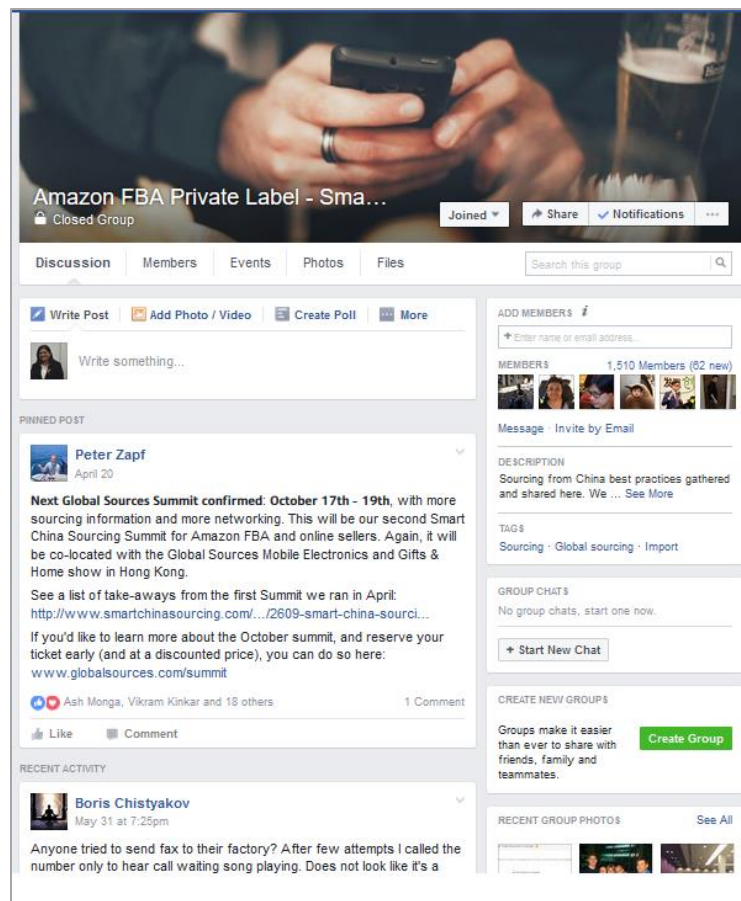 Amazon FBA Private Label - Sma...
Closed Group
Joined
Share
Notifications
Discussion
Members
Events
Photos
Files
Search this group
Write Post
Add Photo / Video
Create Poll
More
Write something...
PINNED POST
Peter Zapf
April 20
Next Global Sources Summit confirmed: October 17th - 19th, with more
sourcing information and more networking. This will be our second Smart
China Sourcing Summit for Amazon FBA and online sellers. Again, it will
be co-located with the Global Sources Mobile Electronics and Gifts &
Home show in Hong Kong.
See a list of take-aways from the first Summit we ran in April:
http://www.smartchinasourcing.com/.../2609-smart-china-sourci...
If you'd like to learn more about the October summit, and reserve your
ticket early (and at a discounted price), you can do so here:
www.globalsources.com/summit
Ash Monga, Vikram Kinkar and 18 others
1 Comment
Like
Comment
RECENT ACTIVITY
Boris Chistyakov
May 31 at 7:25pm
Anyone tried to send fax to their factory? After few attempts I called the
number only to hear call waiting song playing. Does not look like it's a
ADD MEMBERS i
+ Enter name or email address...
MEMBERS
1,510 Members (62 new)
Message · Invite by Email
DESCRIPTION
Sourcing from China best practices gathered
and shared here. We ... See More
TAGS
Sourcing · Global sourcing · Import
GROUP CHATS
No group chats, start one now.
+ Start New Chat
CREATE NEW GROUPS
Groups make it easier
than ever to share with
friends, family and
teammates.
Create Group
RECENT GROUP PHOTOS
See All